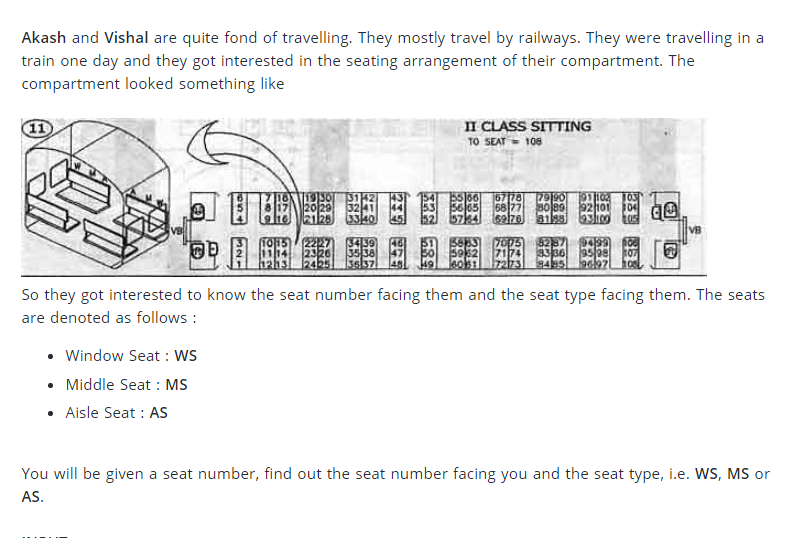 Akash and Vishal are quite fond of travelling. They mostly travel by railways. They were travelling in a
train one day and they got interested in the seating arrangement of their compartment. The
compartment looked something like
11
II CLASS SITTING
TO SEAT = 108
W M A A M W
6 7 18 19 30 31 42 43 54 55 66 67 78 79 90 91 102 103
5 8 17 20 29 32 41 44 53 56 65 68 77 80 89 92 101 104
4 9 16 21 28 33 40 45 52 57 64 69 76 81 88 93 100 105
VB VB
3 10 15 22 27 34 39 46 51 58 63 70 75 82 87 94 99 106
2 11 14 23 26 35 38 47 50 59 62 71 74 83 86 95 98 107
1 12 13 24 25 36 37 48 49 60 61 72 73 84 85 96 97 108
So they got interested to know the seat number facing them and the seat type facing them. The seats
are denoted as follows :
• Window Seat : WS
• Middle Seat : MS
• Aisle Seat : AS
You will be given a seat number, find out the seat number facing you and the seat type, i.e. WS, MS or
AS.